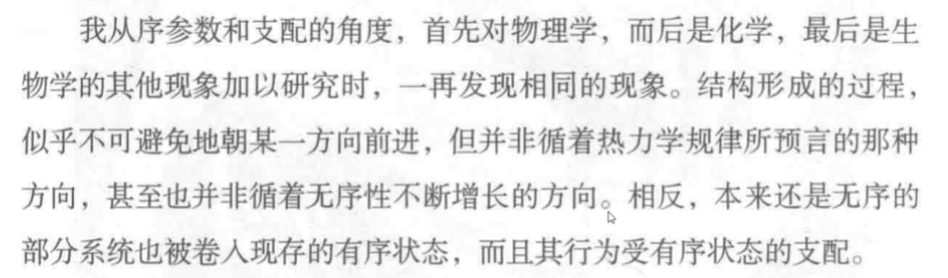 我从序参数和支配的角度，首先对物理学，而后是化学，最后是生
物学的其他现象加以研究时，一再发现相同的现象。结构形成的过程，
似乎不可避免地朝某一方向前进，但并非循着热力学规律所预言的那种
方向，甚至也并非循着无序性不断增长的方向。相反，本来还是无序的
部分系统也被卷入现存的有序状态，而且其行为受有序状态的支配。